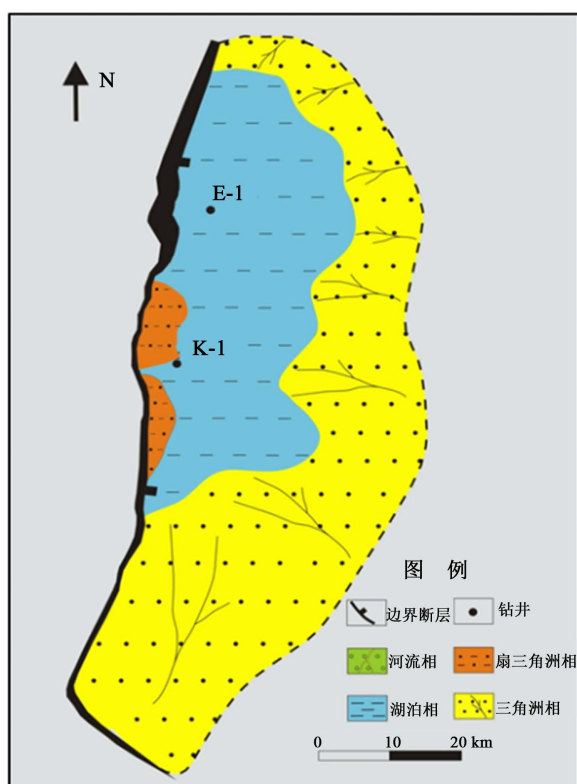 N
E-1
K-1
图 例
边界断层 钻井
河流相 扇三角洲相
湖泊相 三角洲相
0 10 20 km